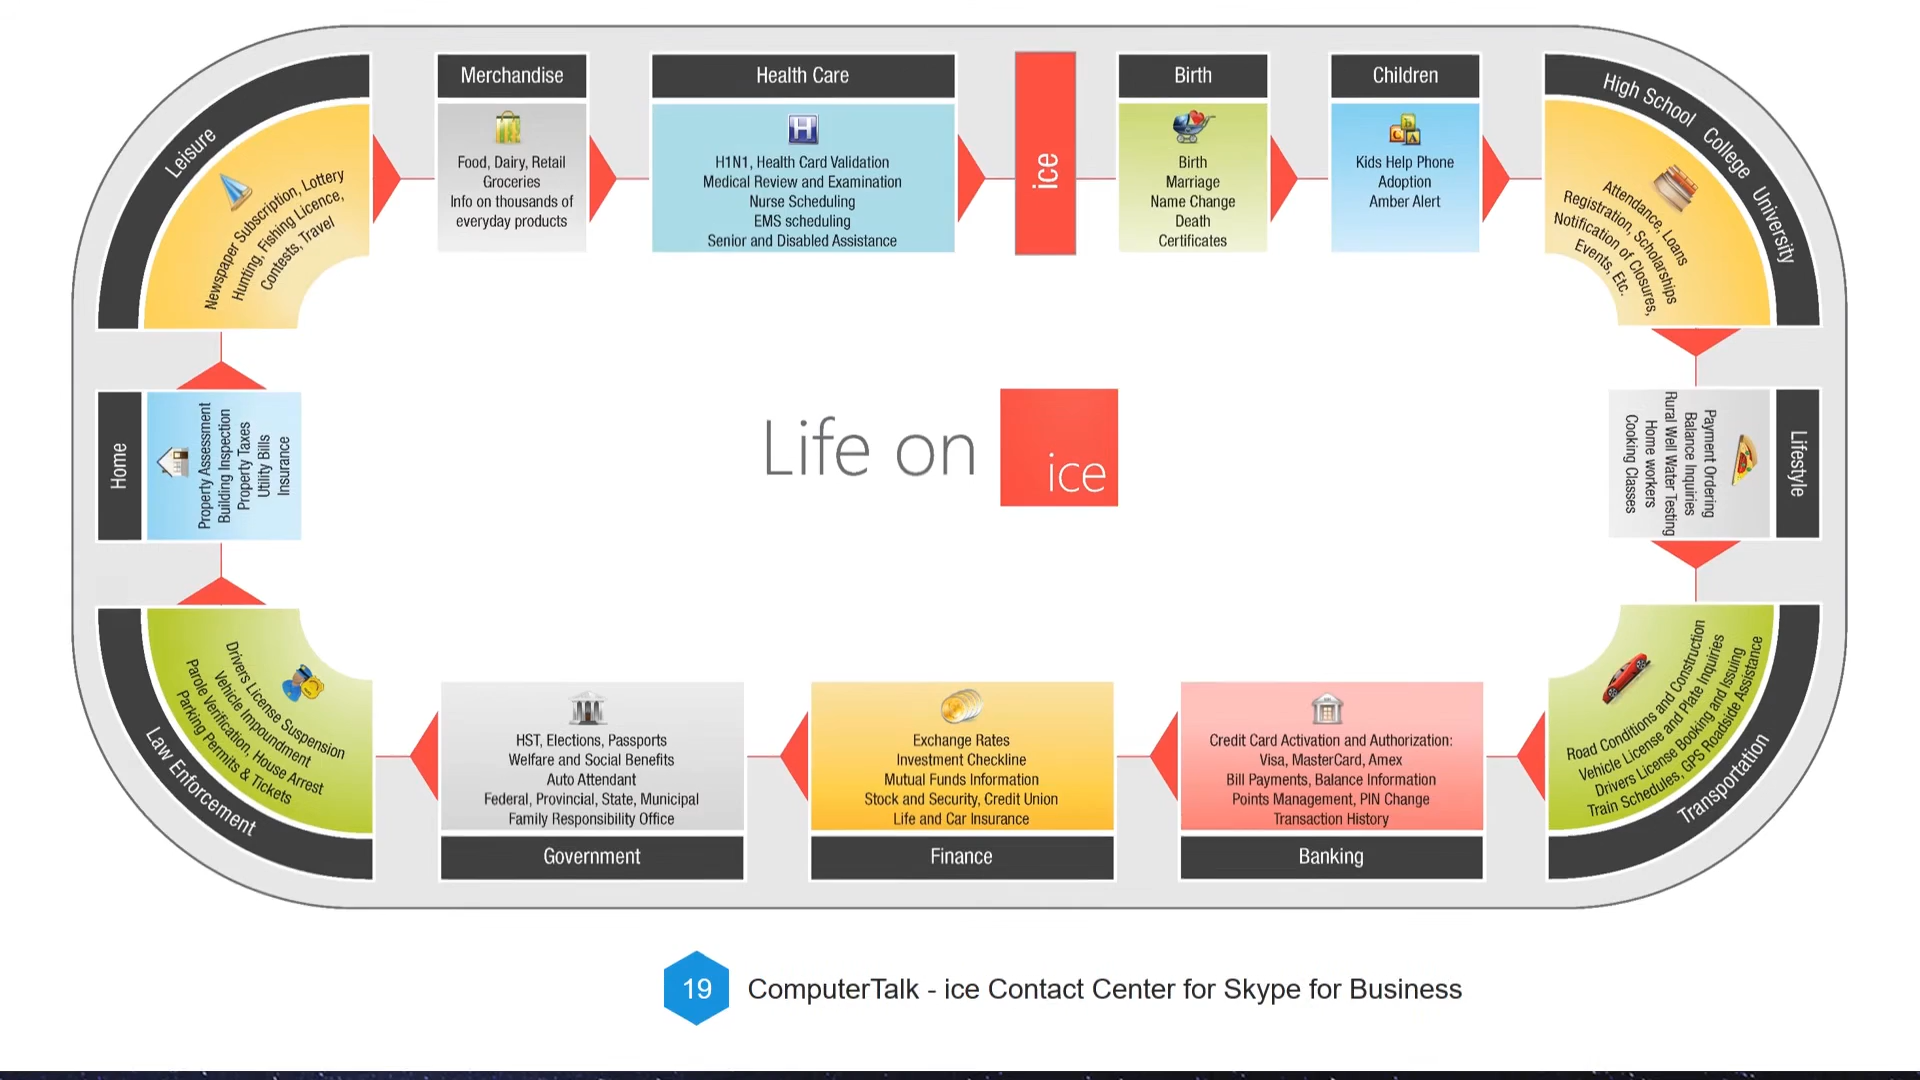 Leisure
Newspaper Subscription, Lottery
Hunting, Fishing Licence,
Contests, Travel
Merchandise
Food, Dairy, Retail
Groceries
Info on thousands of
everyday products
Health Care
H1N1, Health Card Validation
Medical Review and Examination
Nurse Scheduling
EMS scheduling
Senior and Disabled Assistance
ice
Birth
Birth
Marriage
Name Change
Death
Certificates
Children
Kids Help Phone
Adoption
Amber Alert
High School College University
Attendance, Loans
Registration, Scholarships
Notification of Closures,
Events, Etc.
Lifestyle
Payment Ordering
Balance Inquiries
Rural Well Water Testing
Home workers
Cooking Classes
Transportation
Road Conditions and Construction
Vehicle License and Plate Inquiries
Drivers License Booking and Issuing
Train Schedules, GPS Roadside Assistance
Credit Card Activation and Authorization:
Visa, MasterCard, Amex
Bill Payments, Balance Information
Points Management, PIN Change
Transaction History
Banking
Exchange Rates
Investment Checkline
Mutual Funds Information
Stock and Security, Credit Union
Life and Car Insurance
Finance
HST, Elections, Passports
Welfare and Social Benefits
Auto Attendant
Federal, Provincial, State, Municipal
Family Responsibility Office
Government
Law Enforcement
Drivers License Suspension
Vehicle Impoundment
Parole Verification, House Arrest
Parking Permits & Tickets
Home
Property Assessment
Building Inspection
Property Taxes
Utility Bills
Insurance
Life on ice
19 ComputerTalk - ice Contact Center for Skype for Business